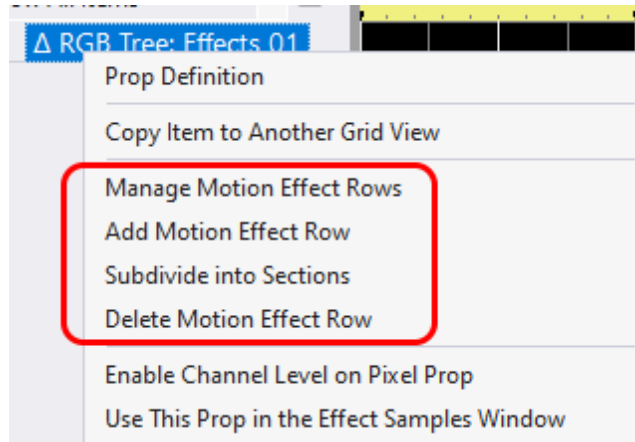 Δ RGB Tree: Effects 01
Prop Definition
Copy Item to Another Grid View
Manage Motion Effect Rows
Add Motion Effect Row
Subdivide into Sections
Delete Motion Effect Row
Enable Channel Level on Pixel Prop
Use This Prop in the Effect Samples Window